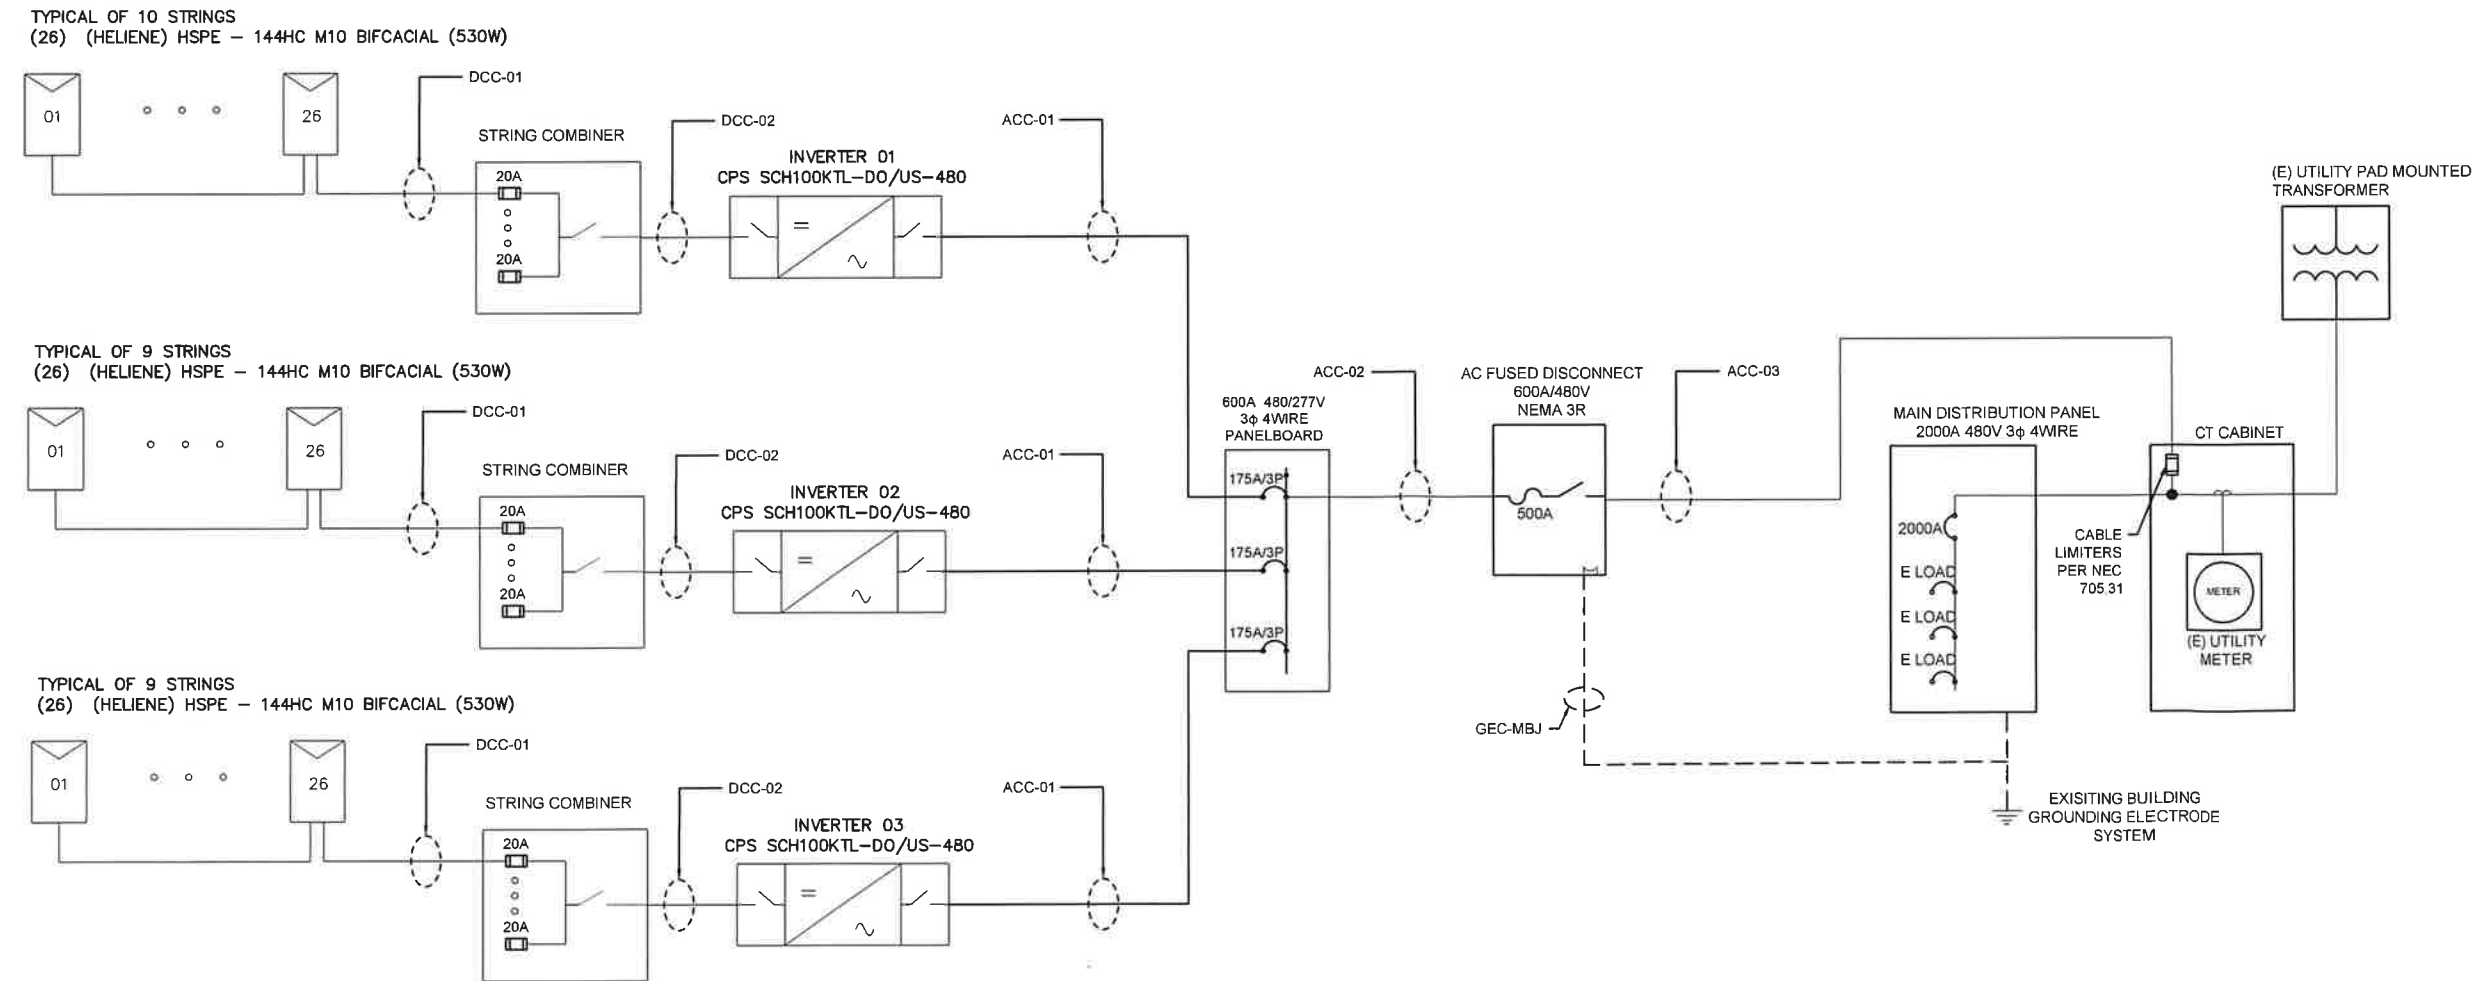 TYPICAL OF 10 STRINGS
(26) (HELIENE) HSPE – 144HC M10 BIFCACIAL (530W)
01
26
DCC-01
STRING COMBINER
20A
20A
DCC-02
INVERTER 01
CPS SCH100KTL–DO/US–480
ACC-01
TYPICAL OF 9 STRINGS
(26) (HELIENE) HSPE – 144HC M10 BIFCACIAL (530W)
01
26
DCC-01
STRING COMBINER
20A
20A
DCC-02
INVERTER 02
CPS SCH100KTL–DO/US–480
ACC-01
TYPICAL OF 9 STRINGS
(26) (HELIENE) HSPE – 144HC M10 BIFCACIAL (530W)
01
26
DCC-01
STRING COMBINER
20A
20A
DCC-02
INVERTER 03
CPS SCH100KTL–DO/US–480
ACC-01
600A 480/277V
3ϕ 4WIRE
PANELBOARD
175A/3P
175A/3P
175A/3P
ACC-02
AC FUSED DISCONNECT
600A/480V
NEMA 3R
500A
ACC-03
GEC-MBJ
MAIN DISTRIBUTION PANEL
2000A 480V 3ϕ 4WIRE
2000A
E LOAD
E LOAD
E LOAD
CABLE
LIMITERS
PER NEC
705.31
CT CABINET
METER
(E) UTILITY
METER
(E) UTILITY PAD MOUNTED
TRANSFORMER
EXISITING BUILDING
GROUNDING ELECTRODE
SYSTEM